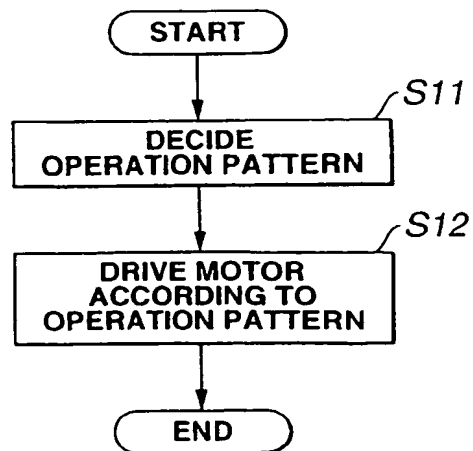 START
S11
DECIDE
OPERATION PATTERN
S12
DRIVE MOTOR
ACCORDING TO
OPERATION PATTERN
END